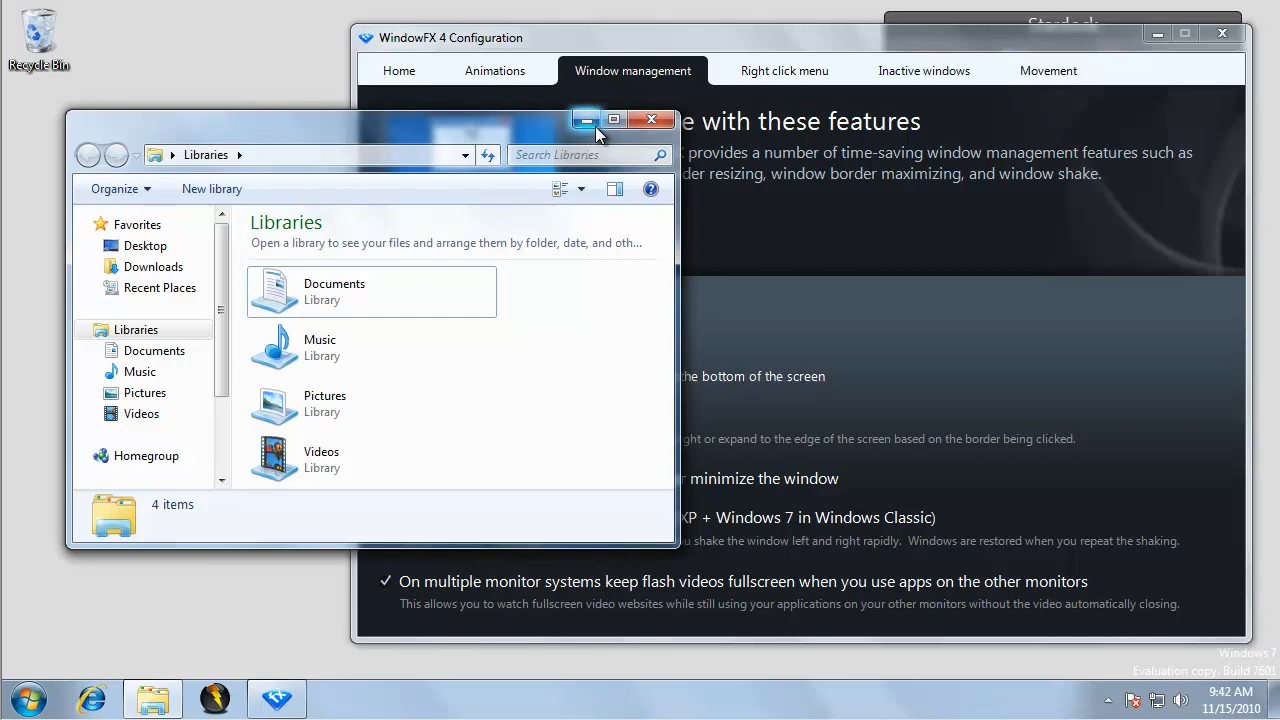 Recycle Bin
WindowFX 4 Configuration
Home
Animations
Window management
Right click menu
Inactive windows
Movement
e with these features
provides a number of time-saving window management features such as
der resizing, window border maximizing, and window shake.
the bottom of the screen
ght or expand to the edge of the screen based on the border being clicked.
minimize the window
XP + Windows 7 in Windows Classic)
u shake the window left and right rapidly. Windows are restored when you repeat the shaking.
On multiple monitor systems keep flash videos fullscreen when you use apps on the other monitors
This allows you to watch fullscreen video websites while still using your applications on your other monitors without the video automatically closing.
Libraries
Search Libraries
Organize
New library
Favorites
Desktop
Downloads
Recent Places
Libraries
Documents
Music
Pictures
Videos
Homegroup
Libraries
Open a library to see your files and arrange them by folder, date, and oth...
Documents
Library
Music
Library
Pictures
Library
Videos
Library
4 items
Windows 7
Evaluation copy. Build 7601
9:42 AM
11/15/2010